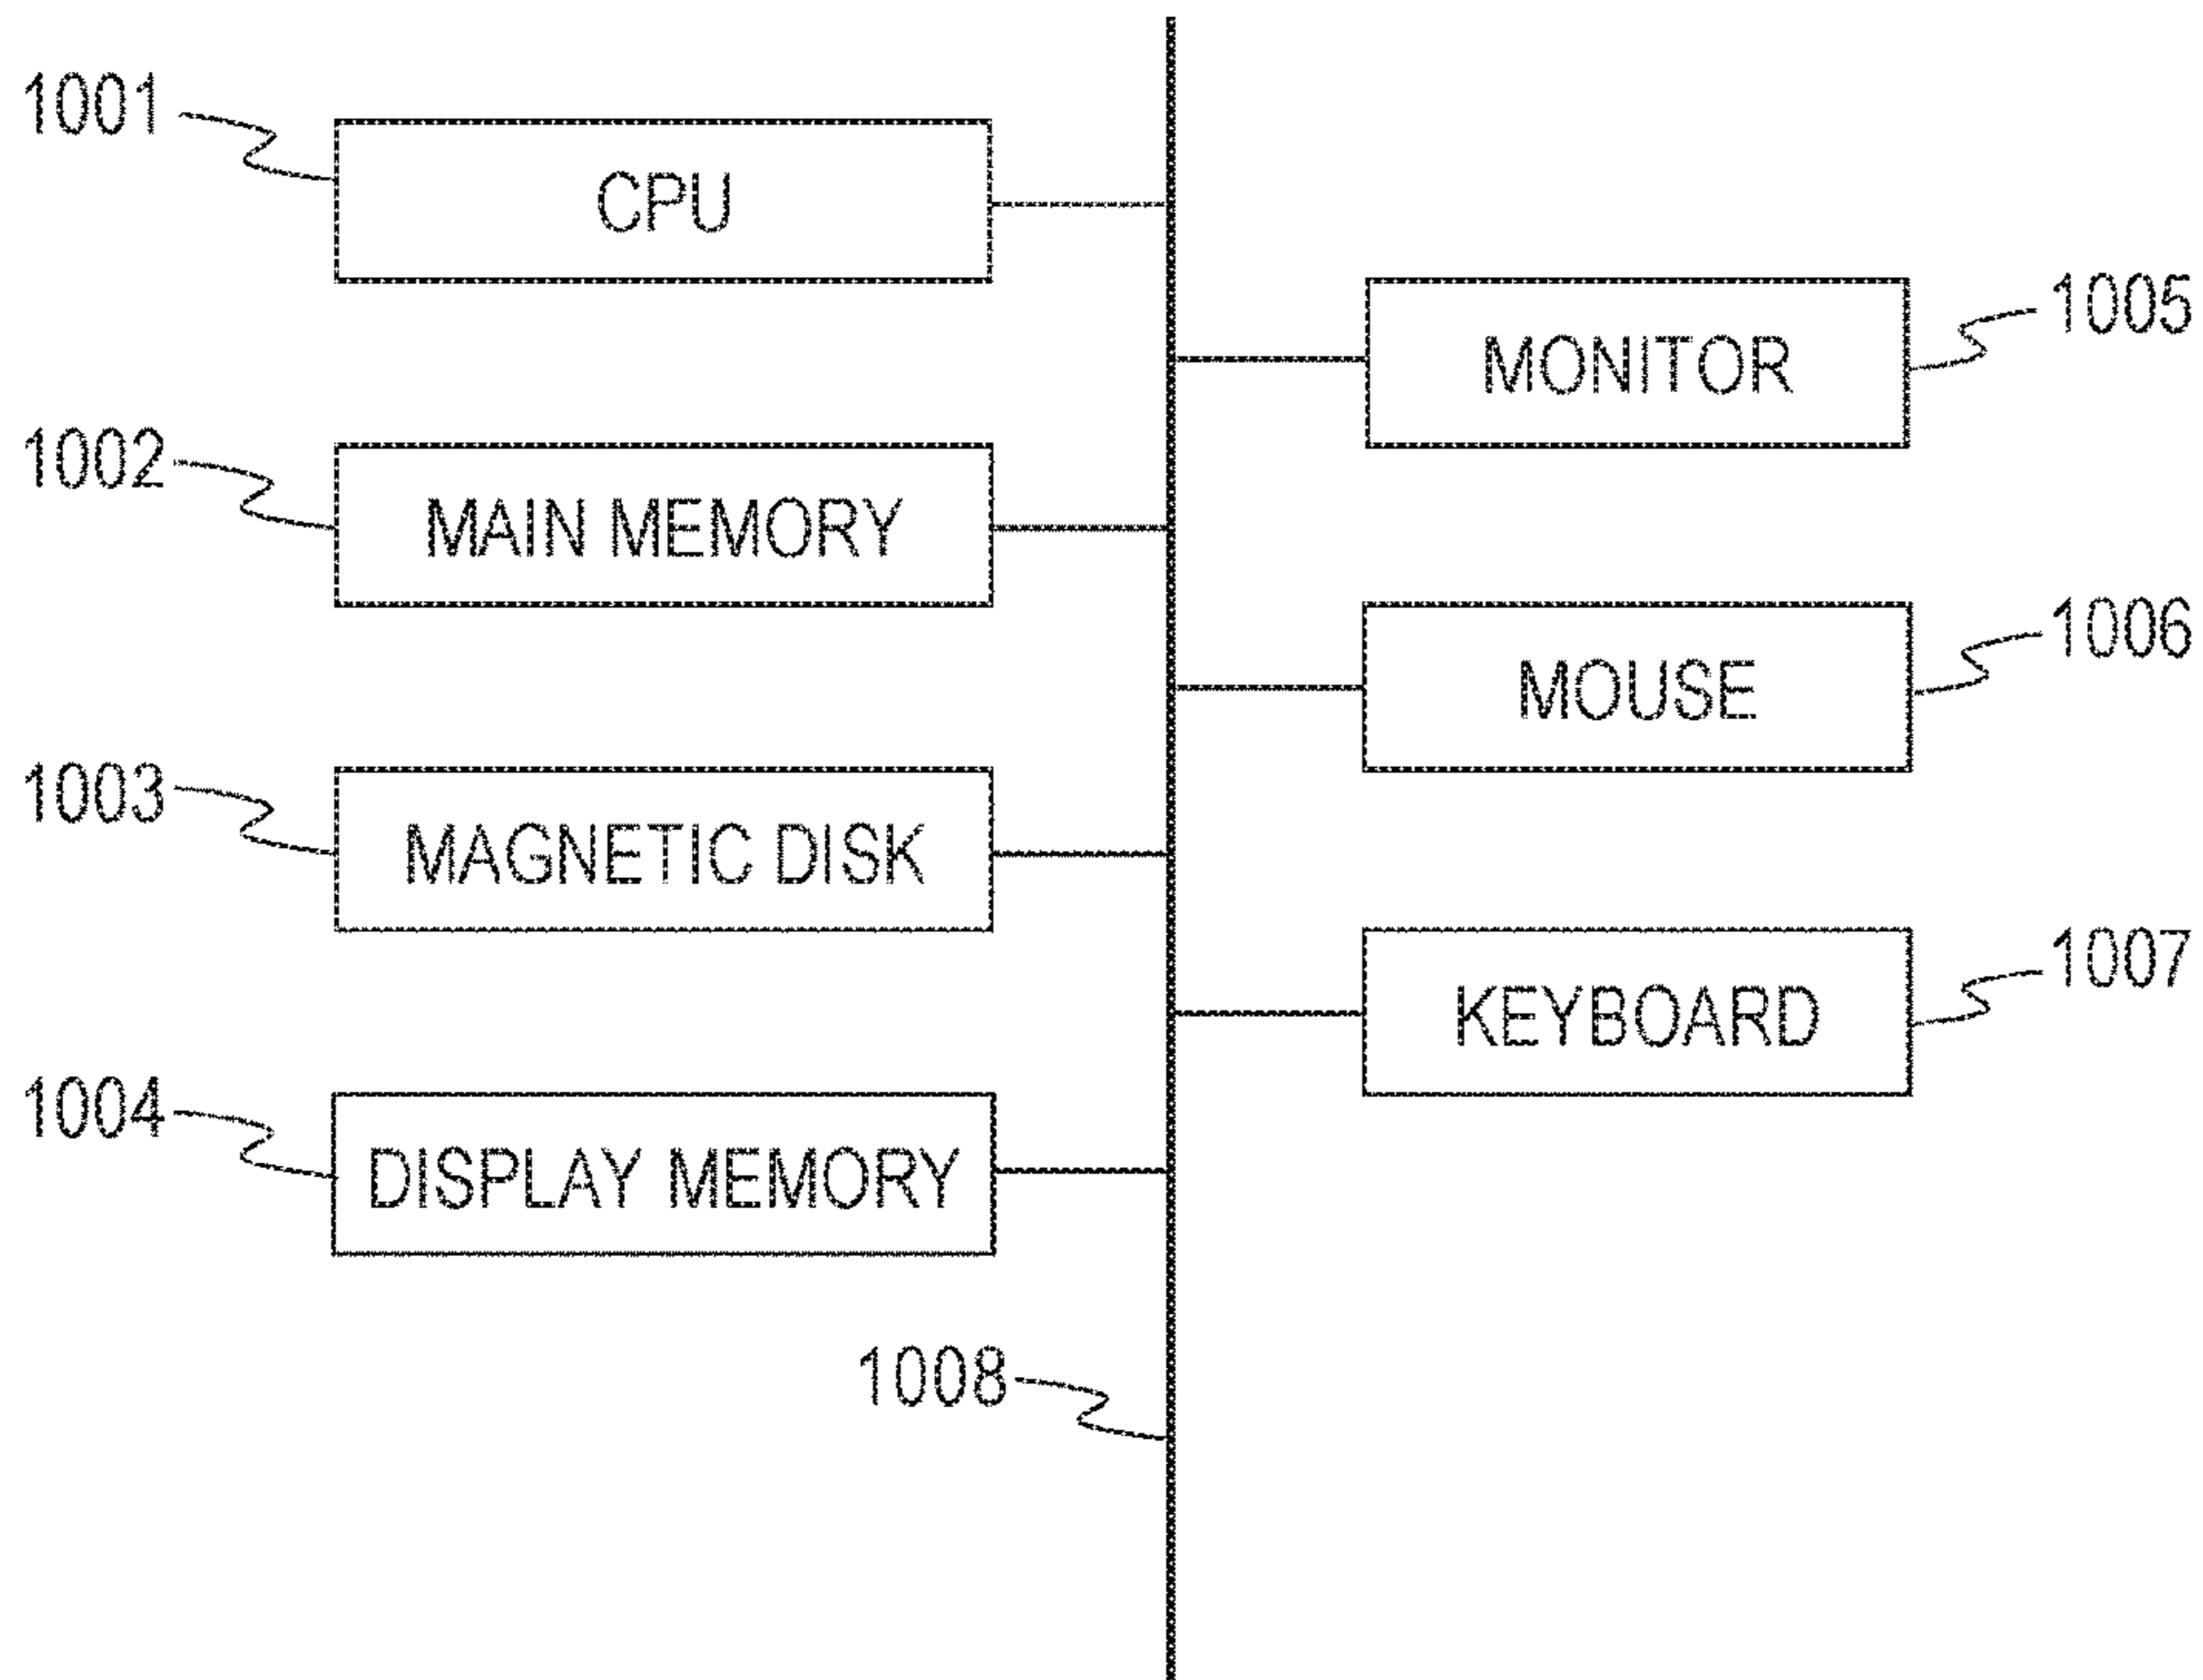 1001
CPU
1005
MONITOR
1002
MAIN MEMORY
1006
MOUSE
1003
MAGNETIC DISK
1007
KEYBOARD
1004
DISPLAY MEMORY
1008